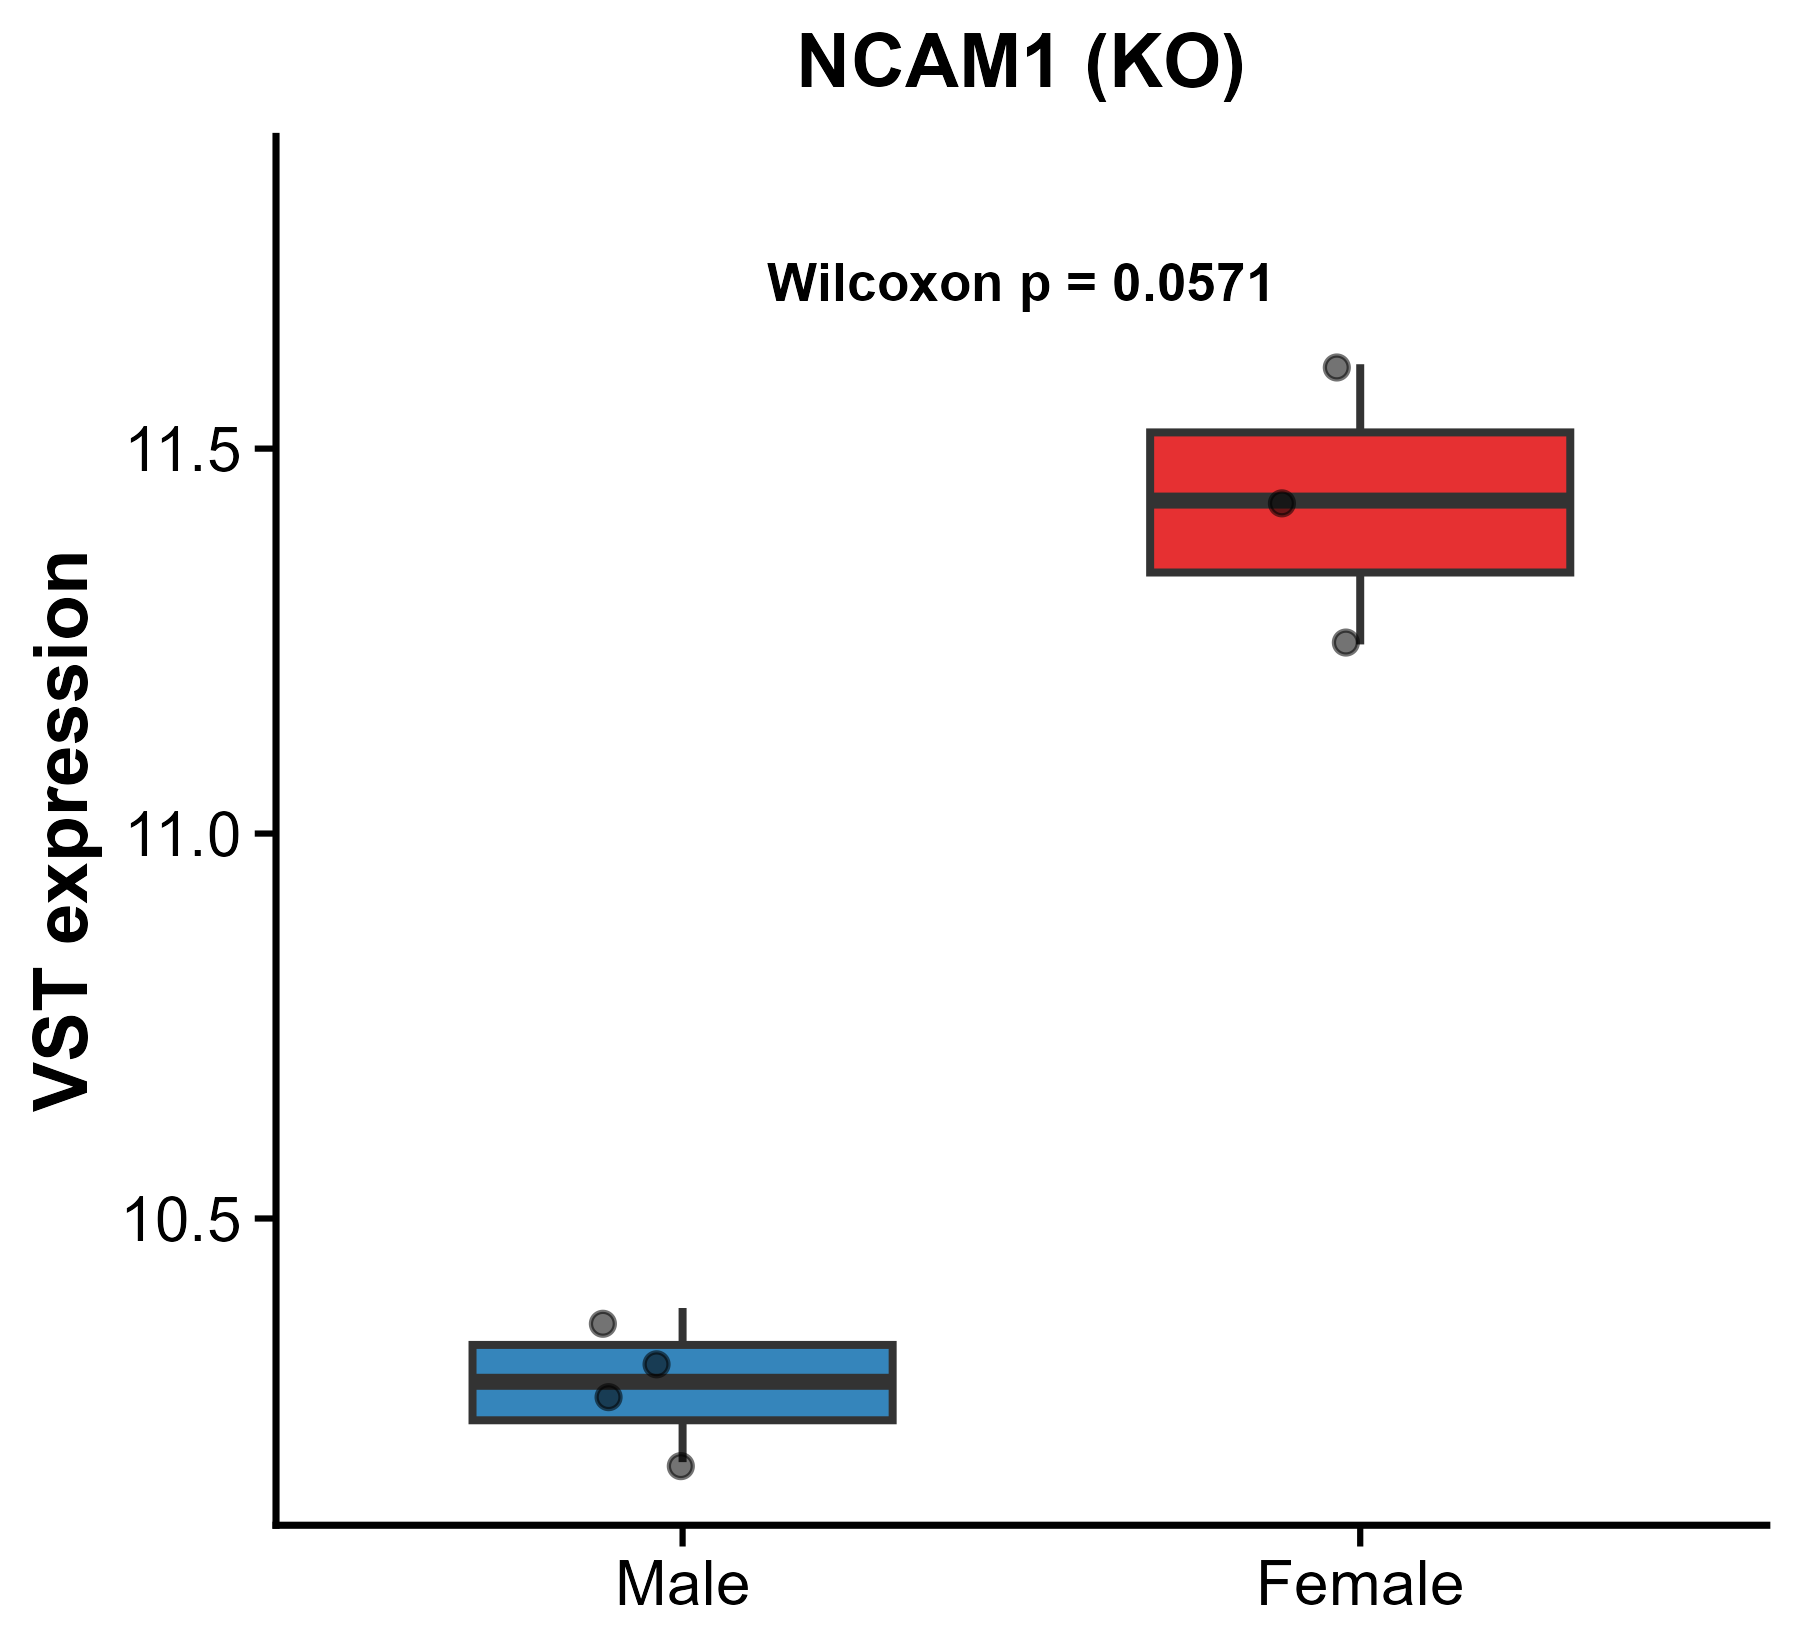 NCAM1 (KO)
Wilcoxon p = 0.0571
VST expression
11.5
11.0
10.5
Male
Female